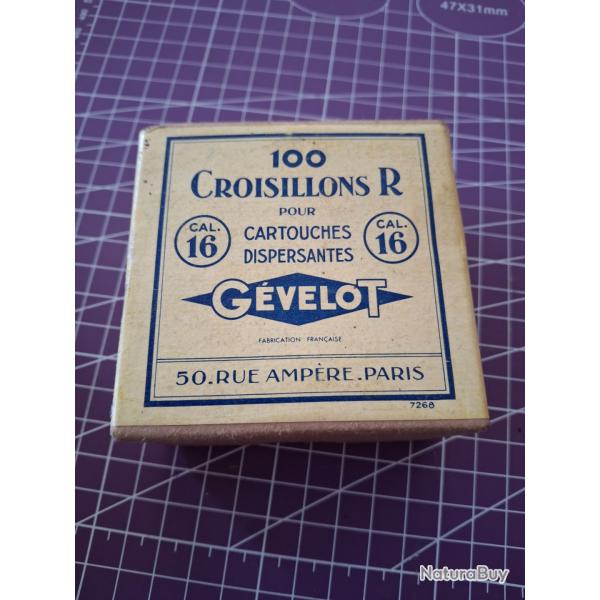 47X31mm
100
CROISILLONS R
POUR
CAL.
16
CARTOUCHES
DISPERSANTES
CAL.
16
GÉVELOT
FABRICATION FRANÇAISE
50.RUE AMPÈRE.PARIS
7268
NaturaBuy